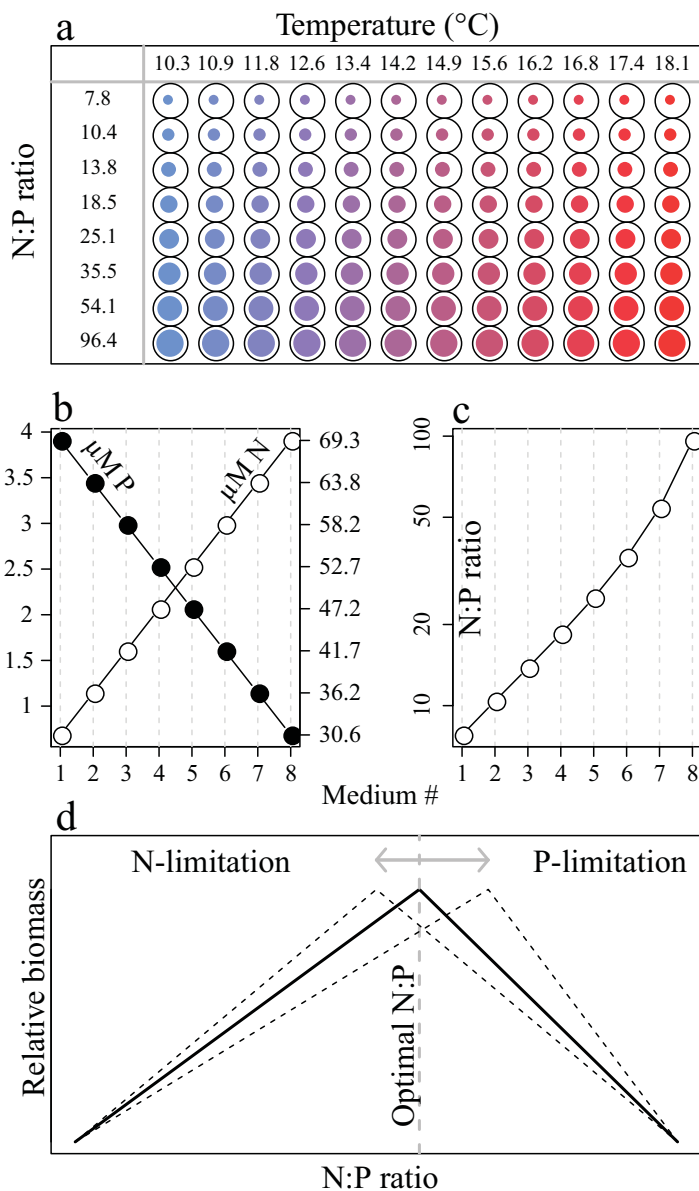 a
Temperature (°C)
10.3 10.9 11.8 12.6 13.4 14.2 14.9 15.6 16.2 16.8 17.4 18.1
N:P ratio
7.8
10.4
13.8
18.5
25.1
35.5
54.1
96.4
b
μM P
μM N
4
3.5
3
2.5
2
1.5
1
69.3
63.8
58.2
52.7
47.2
41.7
36.2
30.6
1 2 3 4 5 6 7 8
c
N:P ratio
100
50
20
10
1 2 3 4 5 6 7 8
Medium #
d
N-limitation
P-limitation
Relative biomass
Optimal N:P
N:P ratio